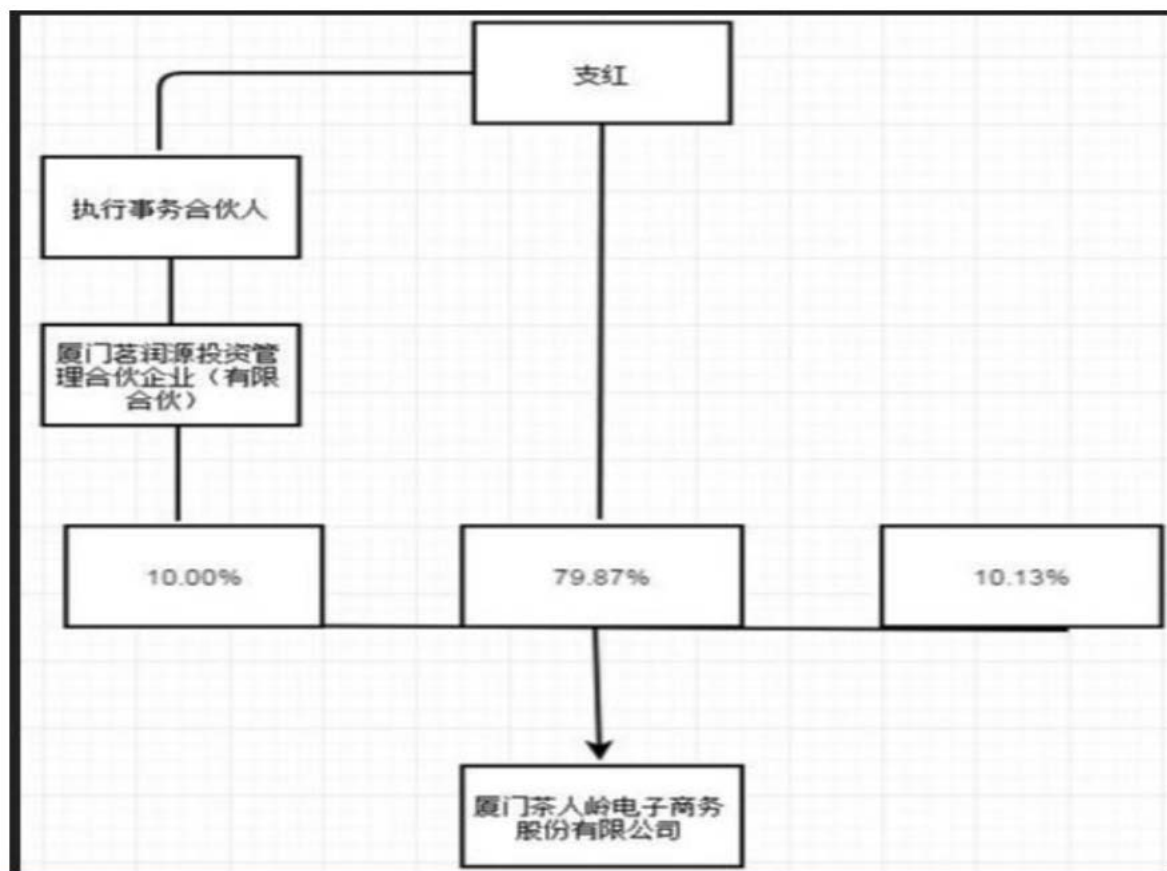 支红
执行事务合伙人
厦门茗润源投资管
理合伙企业（有限
合伙）
10.00%
79.87%
10.13%
厦门茶人岭电子商务
股份有限公司